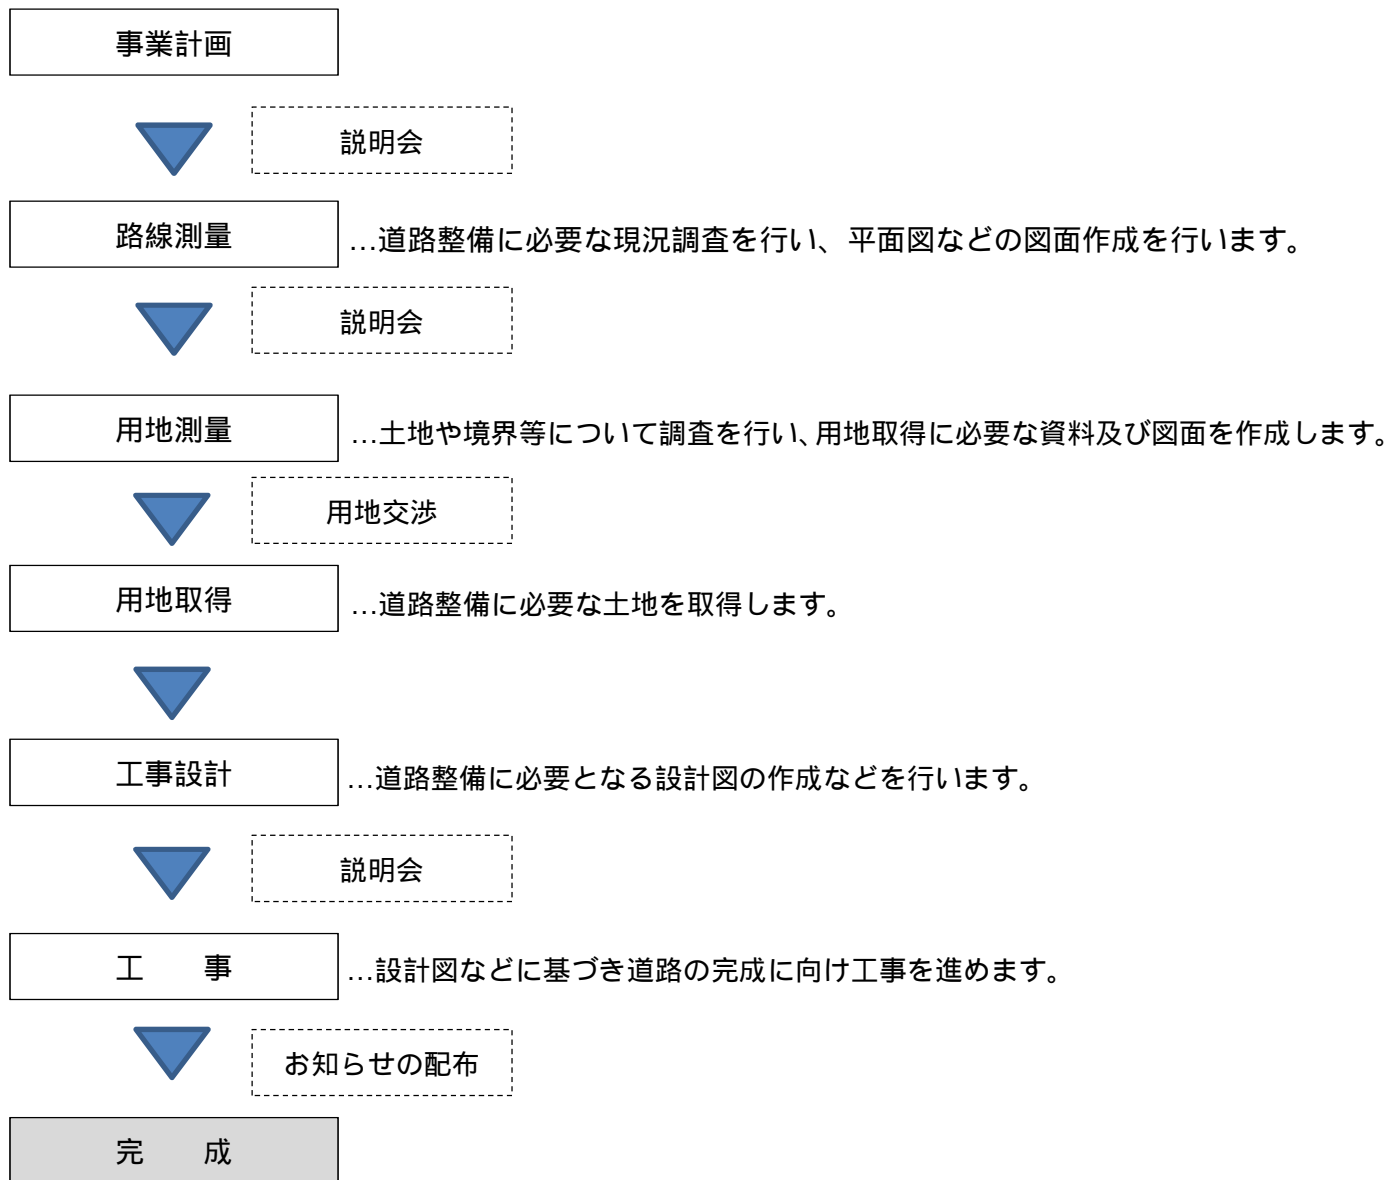 事業計画
説明会
路線測量
…道路整備に必要な現況調査を行い、平面図などの図面作成を行います。
説明会
用地測量
…土地や境界等について調査を行い、用地取得に必要な資料及び図面を作成します。
用地交渉
用地取得
…道路整備に必要な土地を取得します。
工事設計
…道路整備に必要となる設計図の作成などを行います。
説明会
工　　事
…設計図などに基づき道路の完成に向け工事を進めます。
お知らせの配布
完　　成